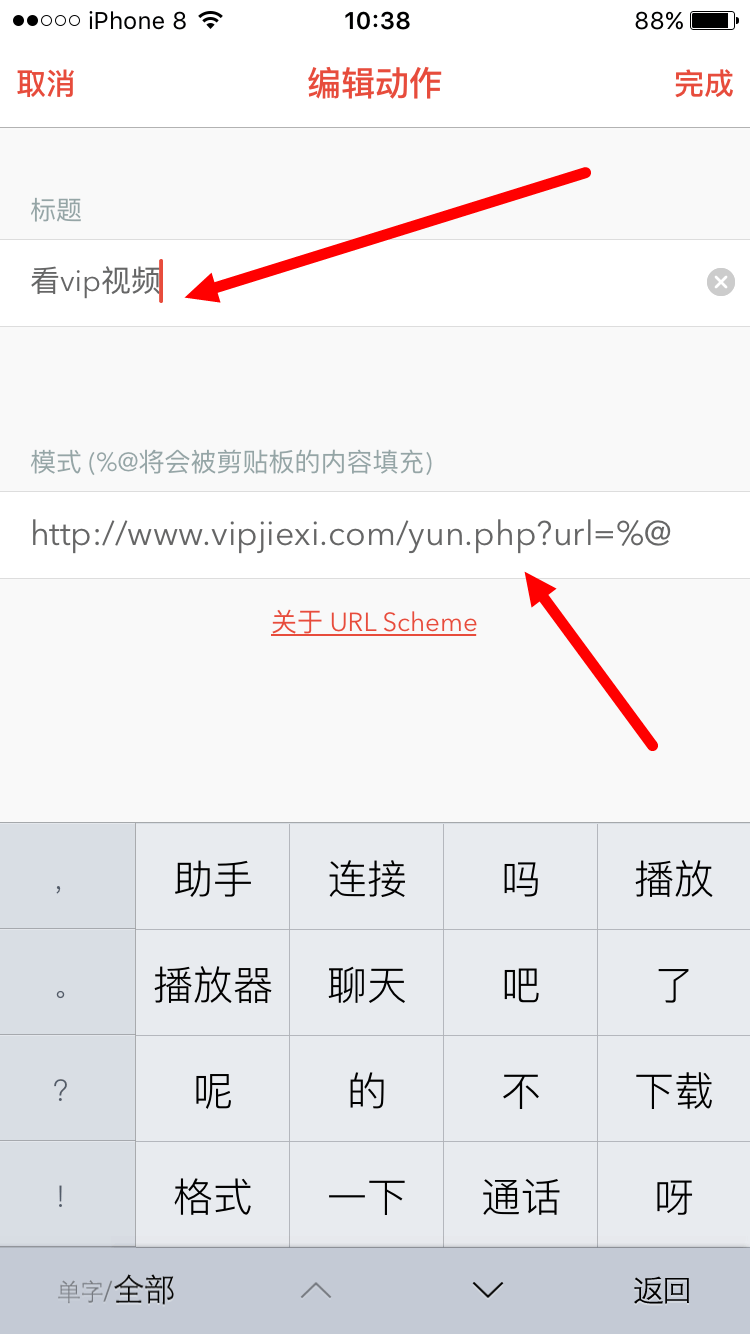 iPhone 8 10:38 88%
取消 编辑动作 完成
标题
看vip视频
模式 (%@将会被剪贴板的内容填充)
http://www.vipjiexi.com/yun.php?url=%@
关于 URL Scheme
， 助手 连接 吗 播放
。 播放器 聊天 吧 了
？ 呢 的 不 下载
！ 格式 一下 通话 呀
单字/全部 返回